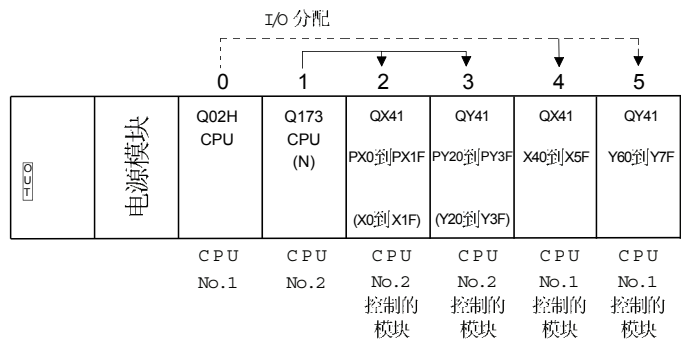 I/O 分配
0 1 2 3 4 5
OUT
电源模块
Q02H
CPU
Q173
CPU
(N)
QX41
PX0到PX1F
(X0到X1F)
QY41
PY20到PY3F
(Y20到Y3F)
QX41
X40到X5F
QY41
Y60到Y7F
CPU
No.1
CPU
No.2
CPU
No.2
控制的
模块
CPU
No.2
控制的
模块
CPU
No.1
控制的
模块
CPU
No.1
控制的
模块